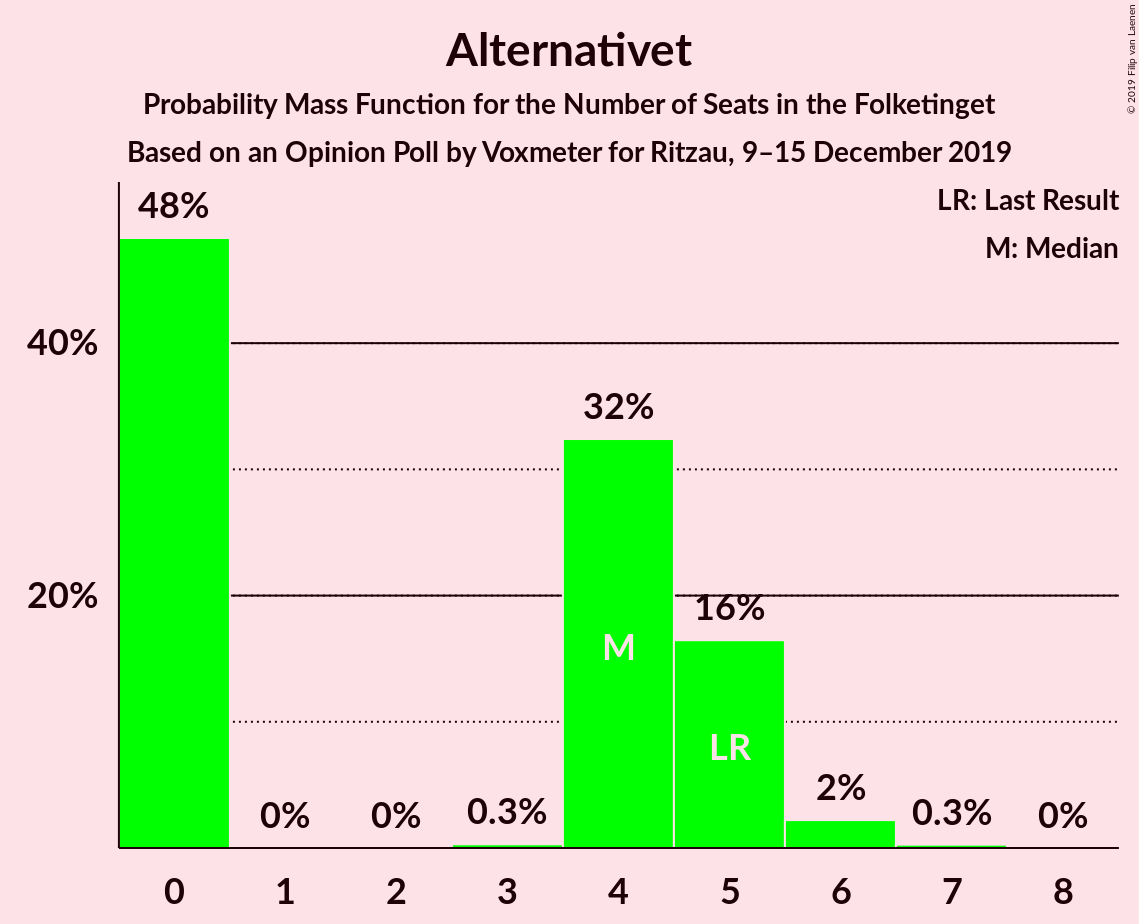 Alternativet
Probability Mass Function for the Number of Seats in the Folketinget
Based on an Opinion Poll by Voxmeter for Ritzau, 9–15 December 2019
© 2019 Filip van Laenen
LR: Last Result
M: Median
40%
20%
48%
0%
0%
0.3%
32%
16%
2%
0.3%
0%
M
LR
0 1 2 3 4 5 6 7 8